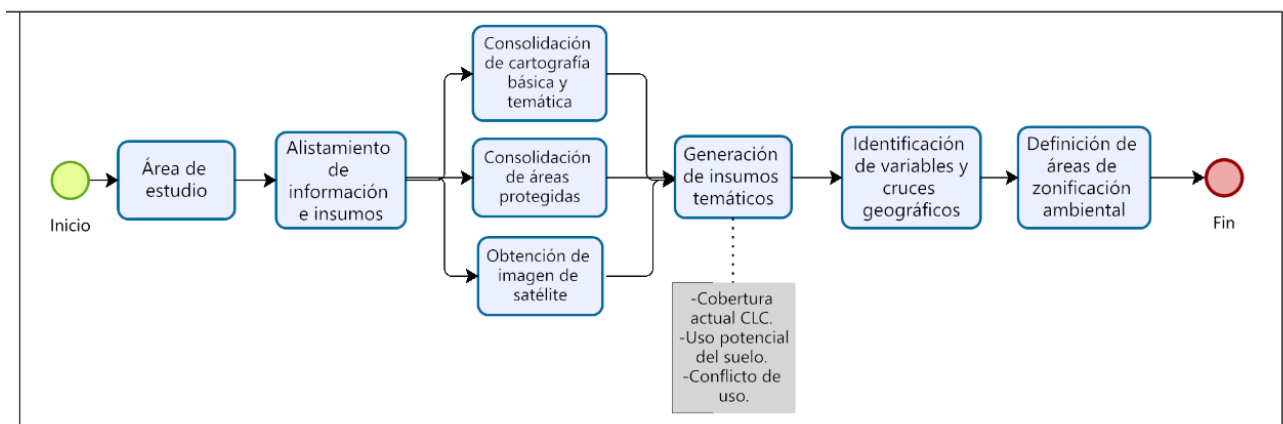 Inicio
Área de
estudio
Alistamiento
de
información
e insumos
Consolidación
de cartografía
básica y
temática
Consolidación
de áreas
protegidas
Obtención de
imagen de
satélite
Generación
de insumos
temáticos
-Cobertura
actual CLC.
-Uso potencial
del suelo.
-Conflicto de
uso.
Identificación
de variables y
cruces
geográficos
Definición de
áreas de
zonificación
ambiental
Fin